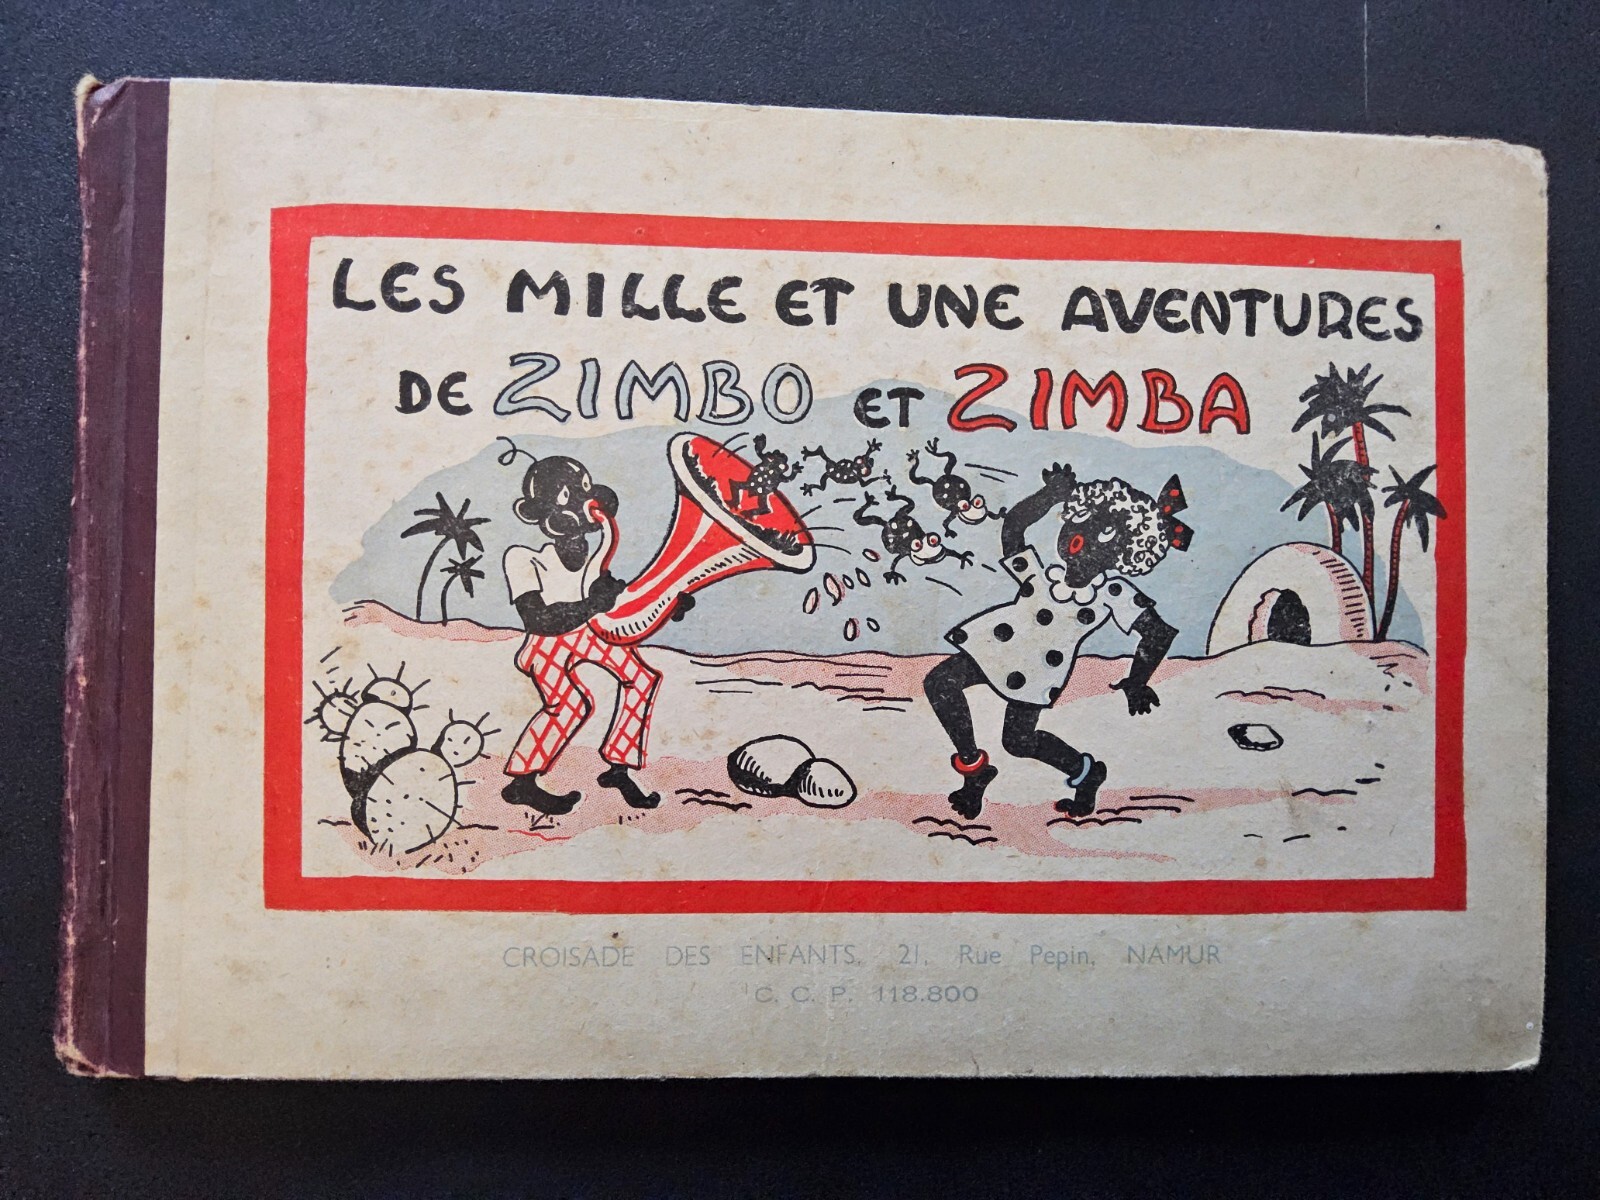 LES MILLE ET UNE AVENTURES
DE ZIMBO ET ZIMBA
CROISADE DES ENFANTS, 21, Rue Pepin, NAMUR
C. C. P. 118.800